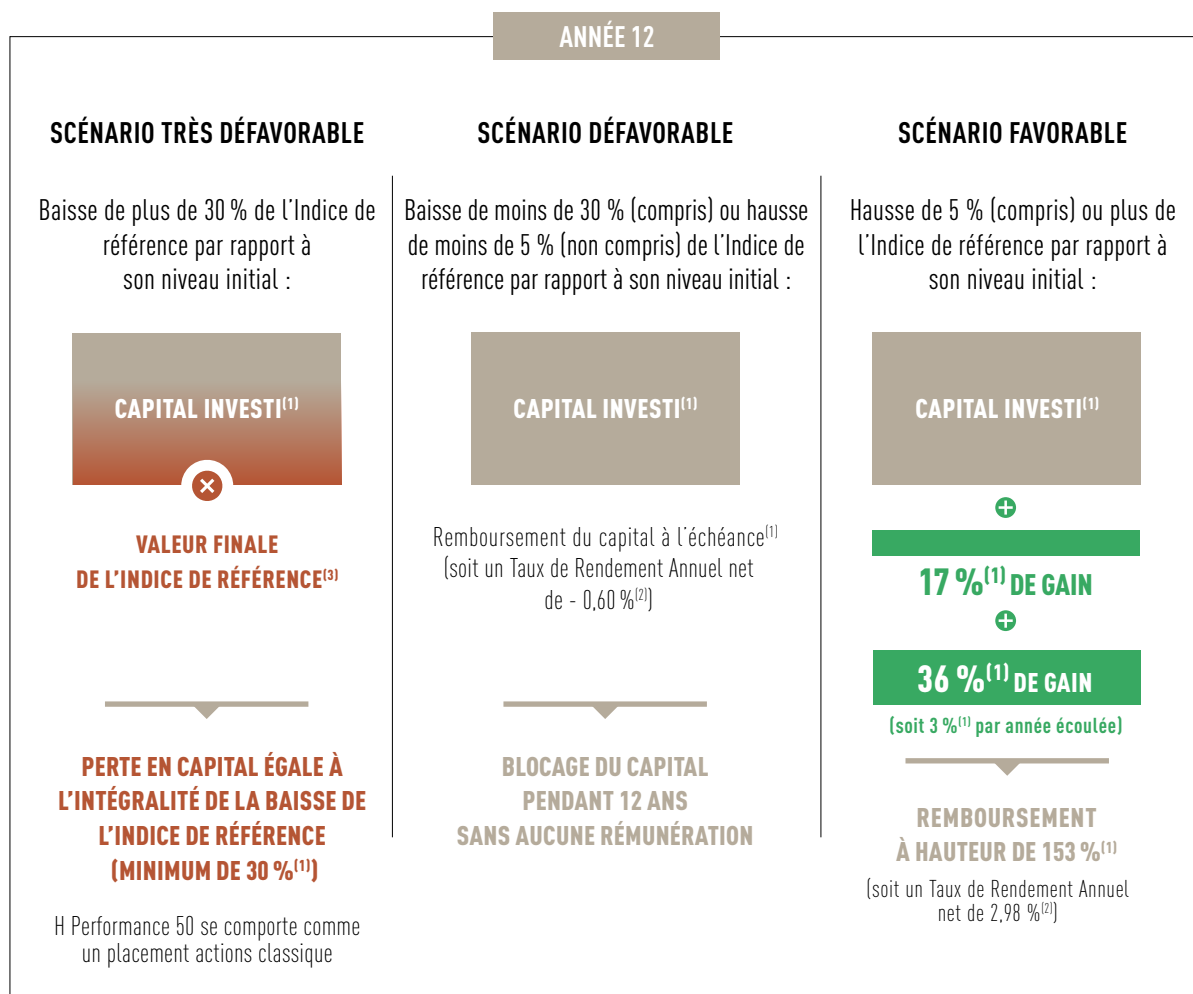 ANNÉE 12
SCÉNARIO TRÈS DÉFAVORABLE
Baisse de plus de 30 % de l’Indice de
référence par rapport à
son niveau initial :
CAPITAL INVESTI(1)
VALEUR FINALE
DE L’INDICE DE RÉFÉRENCE(3)
PERTE EN CAPITAL ÉGALE À
L’INTÉGRALITÉ DE LA BAISSE DE
L’INDICE DE RÉFÉRENCE
(MINIMUM DE 30 %(1))
H Performance 50 se comporte comme
un placement actions classique
SCÉNARIO DÉFAVORABLE
Baisse de moins de 30 % (compris) ou hausse
de moins de 5 % (non compris) de l’Indice de
référence par rapport à son niveau initial :
CAPITAL INVESTI(1)
Remboursement du capital à l’échéance(1)
(soit un Taux de Rendement Annuel net
de - 0,60 %(2))
BLOCAGE DU CAPITAL
PENDANT 12 ANS
SANS AUCUNE RÉMUNÉRATION
SCÉNARIO FAVORABLE
Hausse de 5 % (compris) ou plus de
l’Indice de référence par rapport à
son niveau initial :
CAPITAL INVESTI(1)
17 %(1) DE GAIN
36 %(1) DE GAIN
(soit 3 %(1) par année écoulée)
REMBOURSEMENT
À HAUTEUR DE 153 %(1)
(soit un Taux de Rendement Annuel
net de 2,98 %(2))